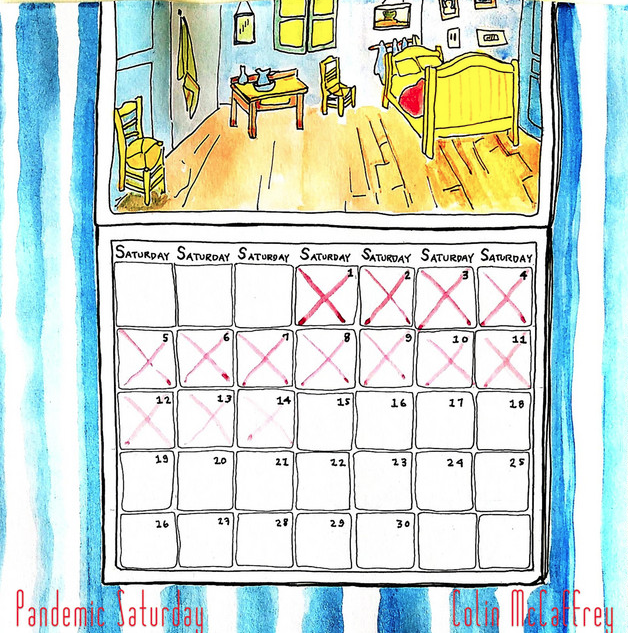 SATURDAY SATURDAY SATURDAY SATURDAY SATURDAY SATURDAY SATURDAY
1 2 3 4
5 6 7 8 9 10 11
12 13 14 15 16 17 18
19 20 21 22 23 24 25
26 27 28 29 30
Pandemic Saturday Colin McCaffrey